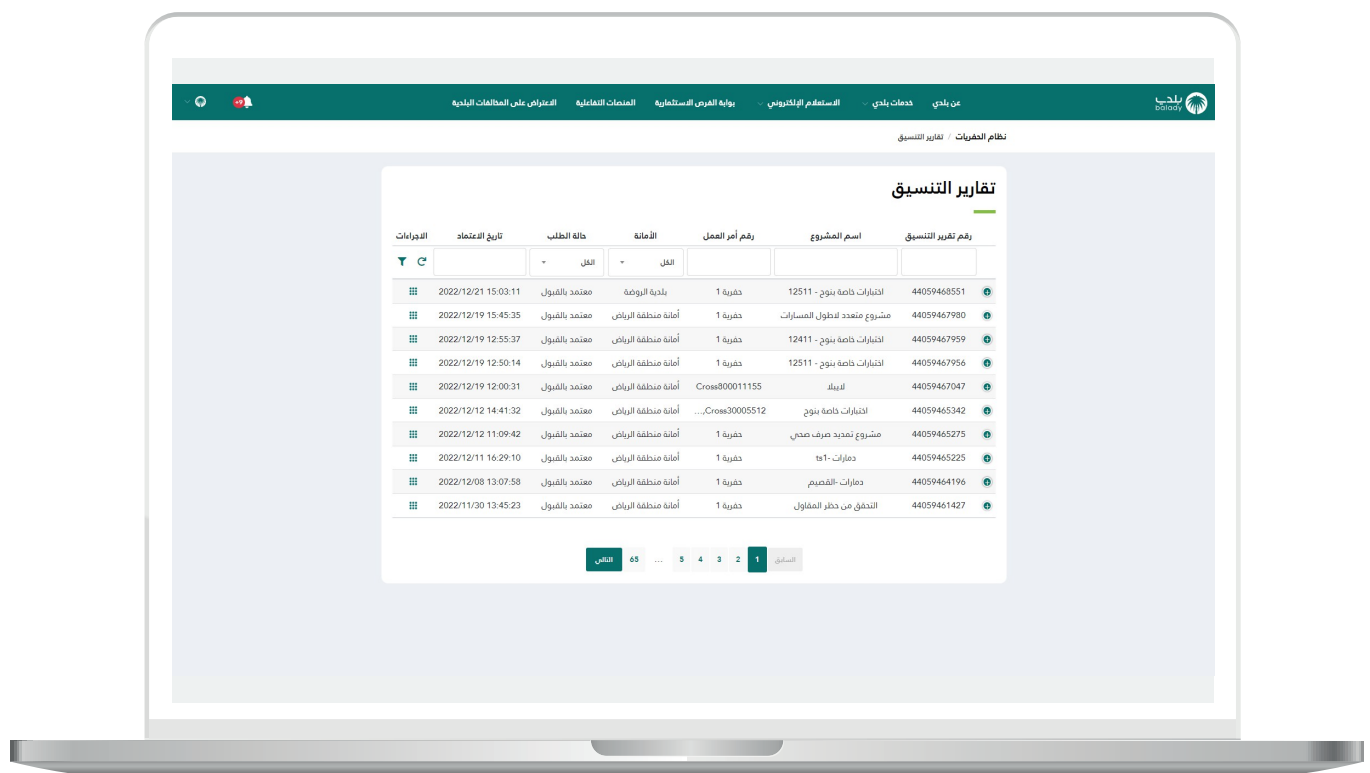 بلدي
balady
عن بلدي خدمات بلدي الاستعلام الإلكتروني بوابة الفرص الاستثمارية المنصات التفاعلية الاعتراض على المخالفات البلدية
+9
نظام الحفريات / تقارير التنسيق
تقارير التنسيق
رقم تقرير التنسيق اسم المشروع رقم أمر العمل الأمانة حالة الطلب تاريخ الاعتماد الاجراءات
الكل الكل
44059468551 اختبارات خاصة بنوح - 12511 حفرية 1 بلدية الروضة معتمد بالقبول 2022/12/21 15:03:11
44059467980 مشروع متعدد لاطول المسارات حفرية 1 أمانة منطقة الرياض معتمد بالقبول 2022/12/19 15:45:35
44059467959 اختبارات خاصة بنوح - 12411 حفرية 1 أمانة منطقة الرياض معتمد بالقبول 2022/12/19 12:55:37
44059467956 اختبارات خاصة بنوح - 12511 حفرية 1 أمانة منطقة الرياض معتمد بالقبول 2022/12/19 12:50:14
44059467047 لايبلا Cross800011155 أمانة منطقة الرياض معتمد بالقبول 2022/12/19 12:00:31
44059465342 اختبارات خاصة بنوح Cross30005512,... أمانة منطقة الرياض معتمد بالقبول 2022/12/12 14:41:32
44059465275 مشروع تمديد صرف صحي حفرية 1 أمانة منطقة الرياض معتمد بالقبول 2022/12/12 11:09:42
44059465225 دمارات -ts1 حفرية 1 أمانة منطقة الرياض معتمد بالقبول 2022/12/11 16:29:10
44059464196 دمارات -القصيم حفرية 1 أمانة منطقة الرياض معتمد بالقبول 2022/12/08 13:07:58
44059461427 التحقق من حظر المقاول حفرية 1 أمانة منطقة الرياض معتمد بالقبول 2022/11/30 13:45:23
السابق 1 2 3 4 5 ... 65 التالي